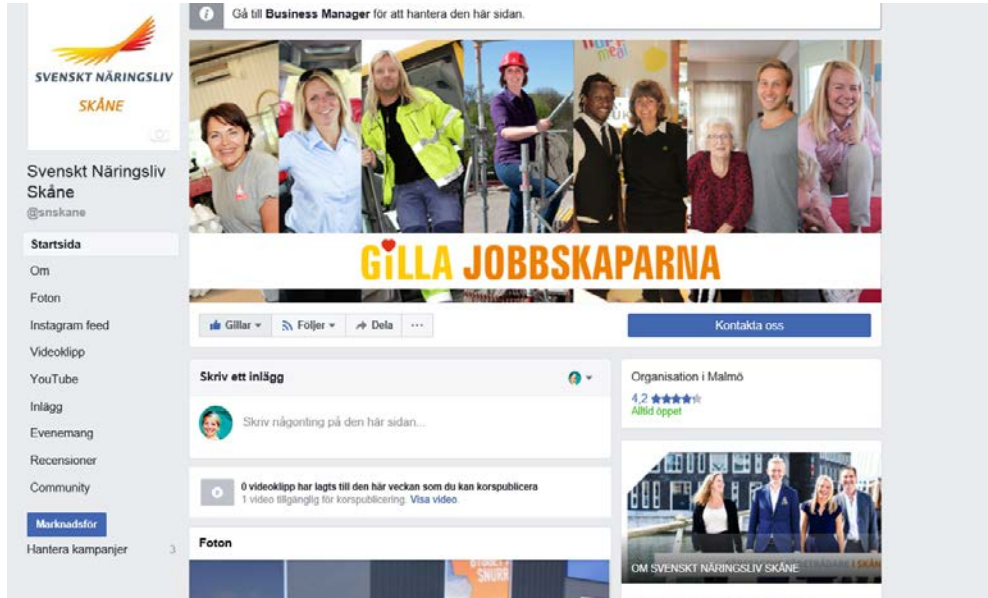 Gå till Business Manager för att hantera den här sidan.
SVENSKT NÄRINGSLIV
SKÅNE
Svenskt Näringsliv
Skåne
@snskane
Startsida
Om
Foton
Instagram feed
Videoklipp
YouTube
Inlägg
Evenemang
Recensioner
Community
Marknadsför
Hantera kampanjer 3
meal
GILLA JOBBSKAPARNA
Gillar
Följer
Dela
Kontakta oss
Skriv ett inlägg
Skriv någonting på den här sidan...
0 videoklipp har lagts till den här veckan som du kan korspublicera
1 video tillgänglig för korspublicering. Visa video.
Foton
SNURR
Organisation i Malmö
4,2
Alltid öppet
OM SVENSKT NÄRINGSLIV SKÅNE